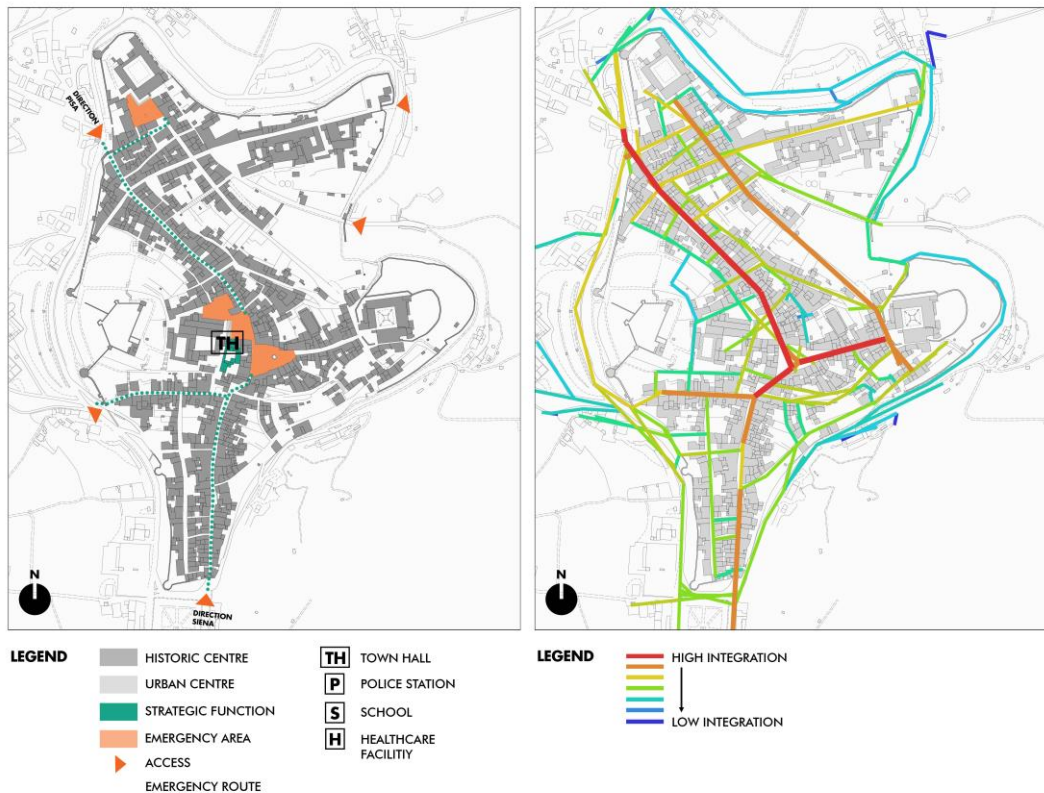 DIRECTION
PISA
TH
N
DIRECTION
SIENA
N
LEGEND
HISTORIC CENTRE
URBAN CENTRE
STRATEGIC FUNCTION
EMERGENCY AREA
ACCESS
EMERGENCY ROUTE
TH TOWN HALL
P POLICE STATION
S SCHOOL
H HEALTHCARE
FACILITIY
LEGEND
HIGH INTEGRATION
LOW INTEGRATION